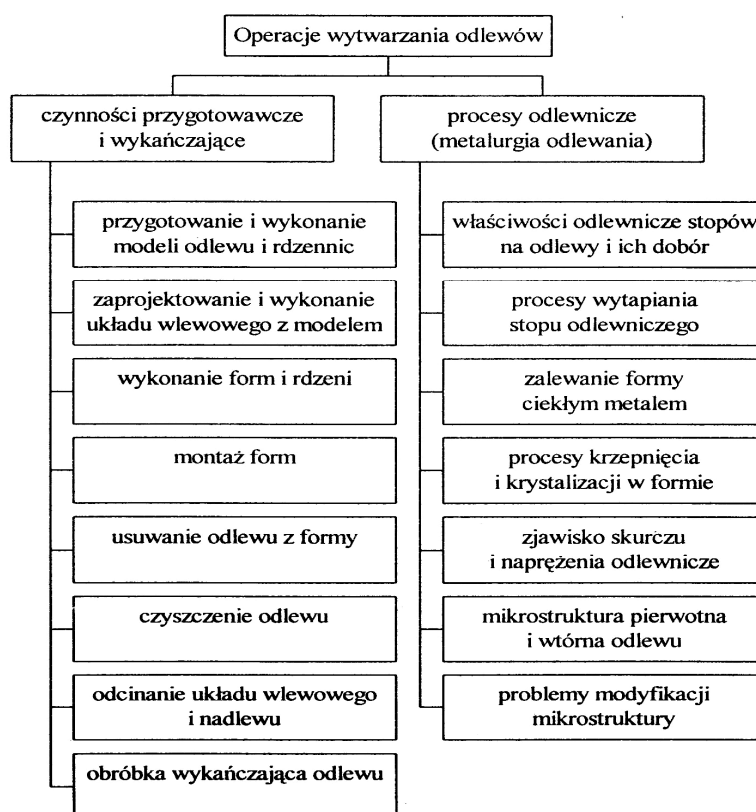 Operacje wytwarzania odlewów
czynności przygotowawcze
i wykańczające
procesy odlewnicze
(metalurgia odlewania)
przygotowanie i wykonanie
modeli odlewu i rdzennic
zaprojektowanie i wykonanie
układu wlewowego z modelem
wykonanie form i rdzeni
montaż form
usuwanie odlewu z formy
czyszczenie odlewu
odcinanie układu wlewowego
i nadlewu
obróbka wykańczająca odlewu
właściwości odlewnicze stopów
na odlewy i ich dobór
procesy wytapiania
stopu odlewniczego
zalewanie formy
ciekłym metalem
procesy krzepnięcia
i krystalizacji w formie
zjawisko skurczu
i naprężenia odlewnicze
mikrostruktura pierwotna
i wtórna odlewu
problemy modyfikacji
mikrostruktury